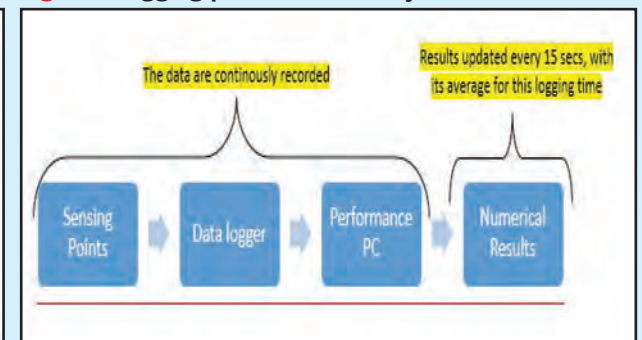 logging p
The data are continously recorded
Results updated every 15 secs, with
its average for this logging time
Sensing
Points
Data logger
Performance
PC
Numerical
Results